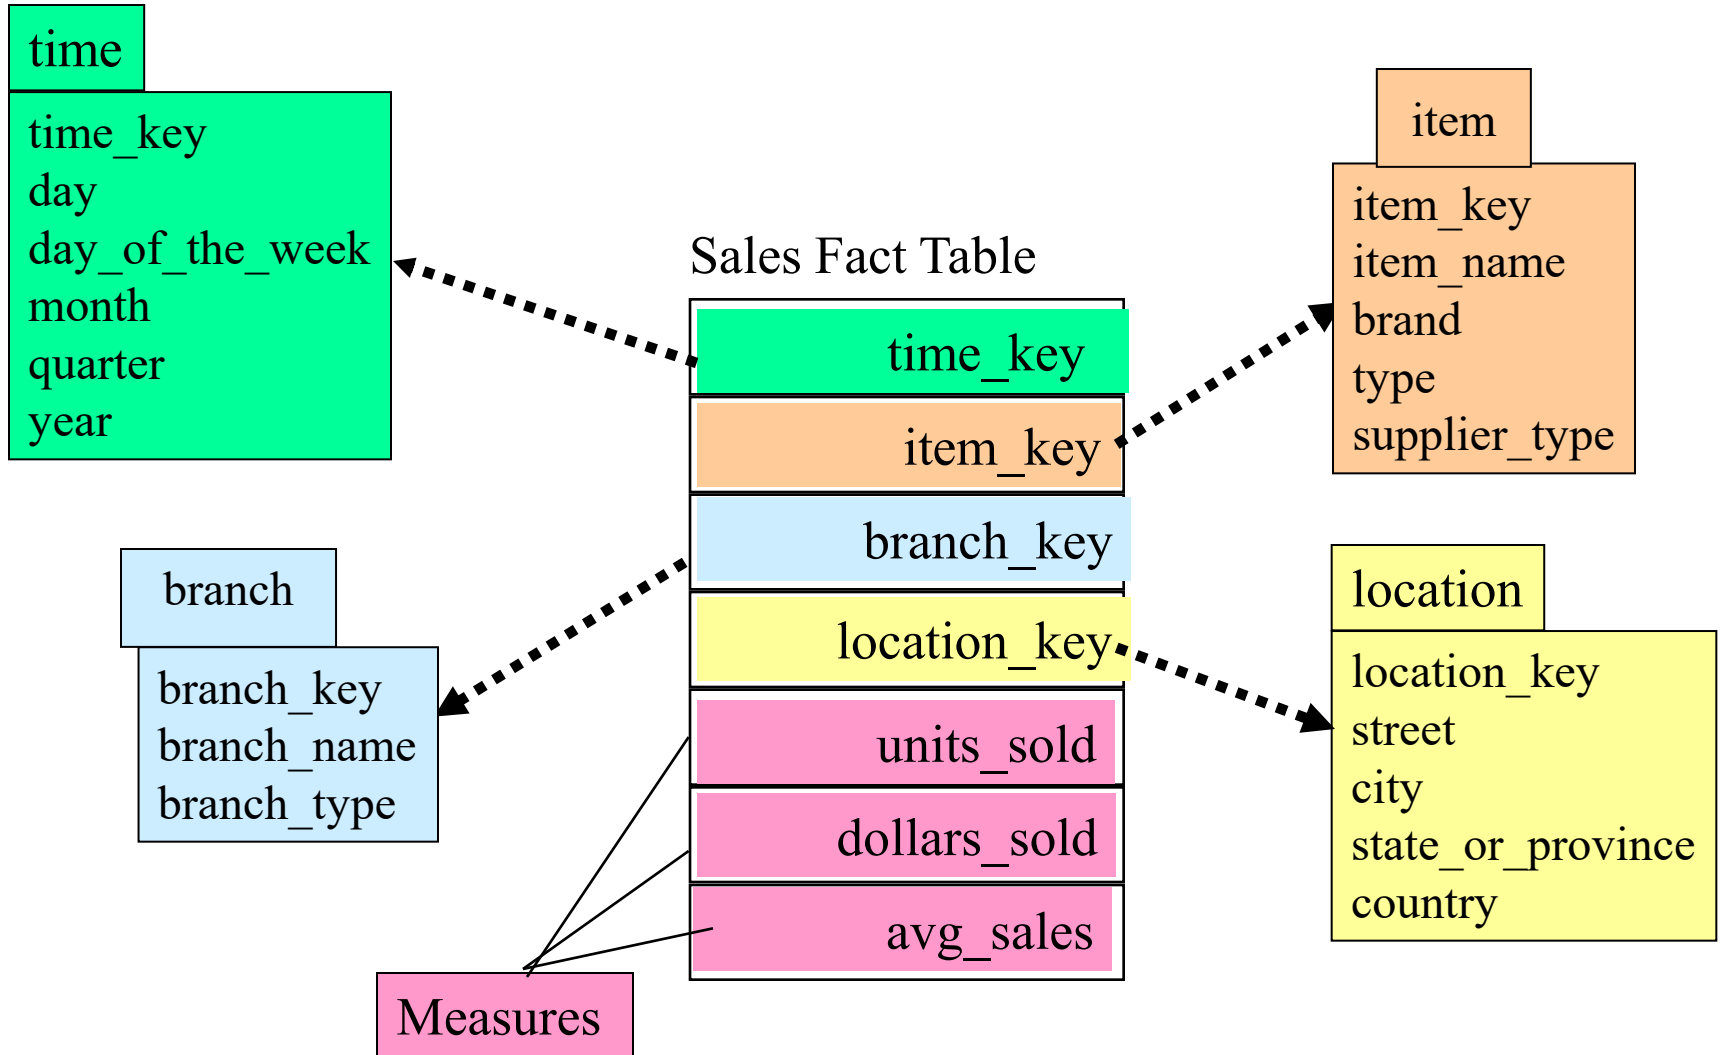 time
time_key
day
day_of_the_week
month
quarter
year
item
item_key
item_name
brand
type
supplier_type
Sales Fact Table
time_key
item_key
branch_key
location_key
units_sold
dollars_sold
avg_sales
branch
branch_key
branch_name
branch_type
location
location_key
street
city
state_or_province
country
Measures